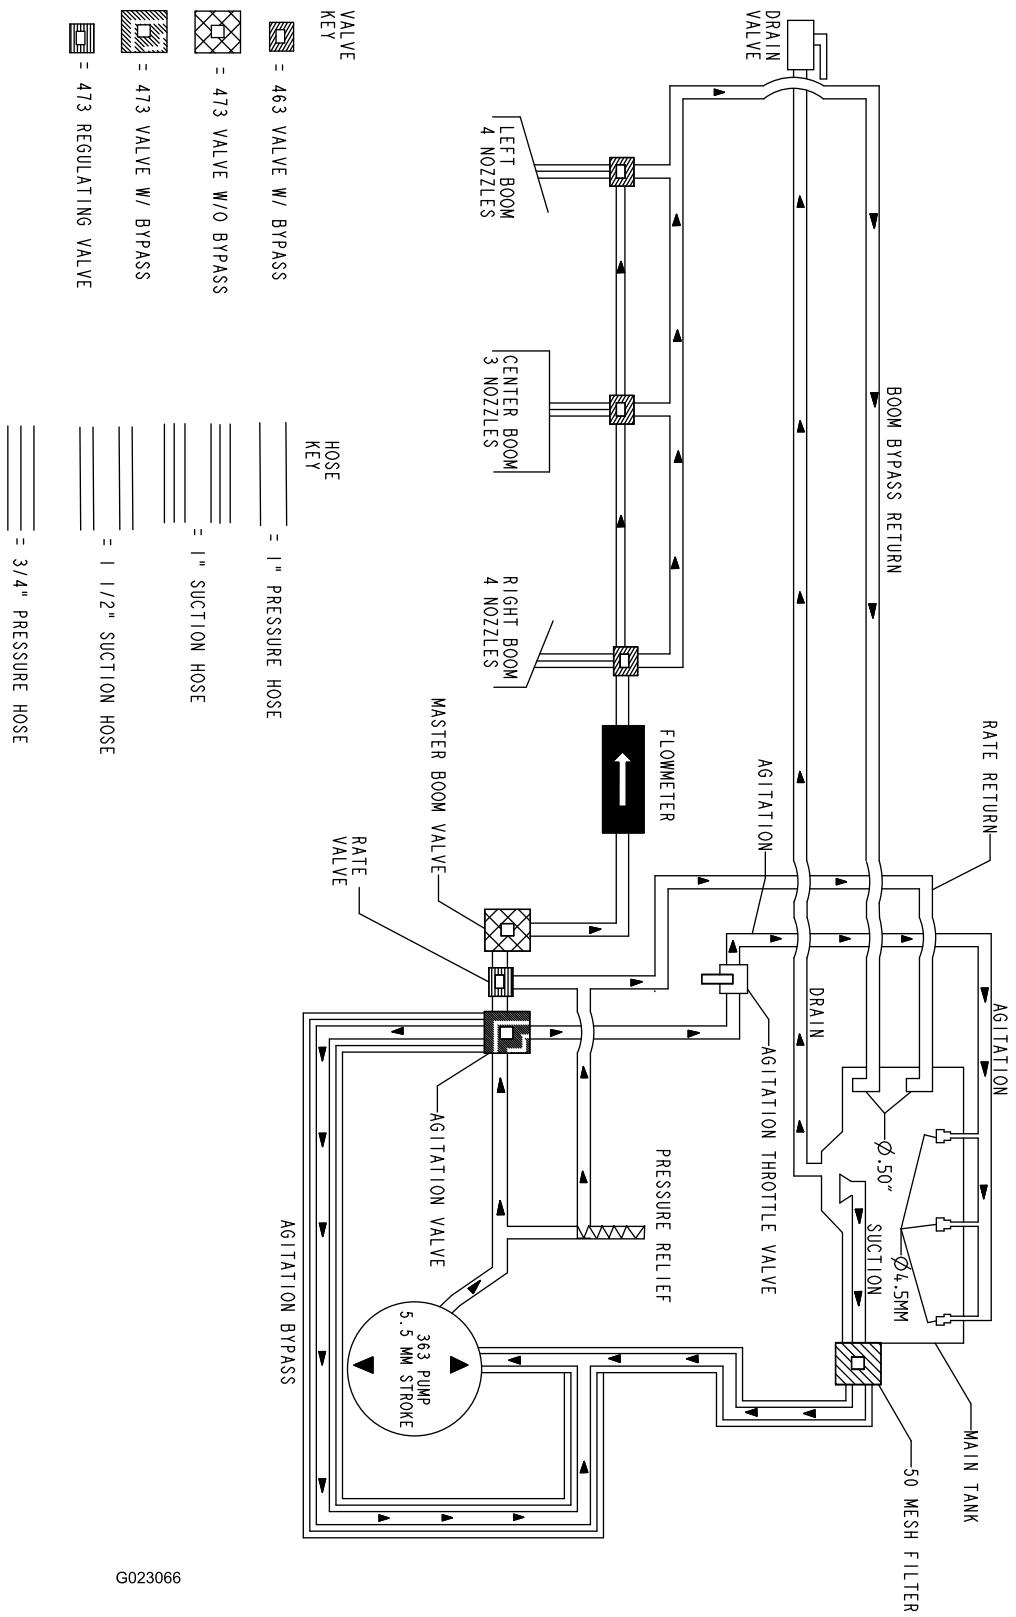 DRAIN
VALVE
BOOM BYPASS RETURN
LEFT BOOM
4 NOZZLES
CENTER BOOM
3 NOZZLES
RIGHT BOOM
4 NOZZLES
FLOWMETER
MASTER BOOM VALVE
RATE
VALVE
AGITATION
RATE RETURN
AGITATION
DRAIN
AGITATION THROTTLE VALVE
AGITATION VALVE
PRESSURE RELIEF
Ø.50"
SUCTION
Ø4.5MM
AGITATION BYPASS
363 PUMP
5.5 MM STROKE
MAIN TANK
50 MESH FILTER
VALVE
KEY
= 463 VALVE W/ BYPASS
= 473 VALVE W/O BYPASS
= 473 VALVE W/ BYPASS
= 473 REGULATING VALVE
HOSE
KEY
= 1" PRESSURE HOSE
= 1" SUCTION HOSE
= 1 1/2" SUCTION HOSE
= 3/4" PRESSURE HOSE
G023066